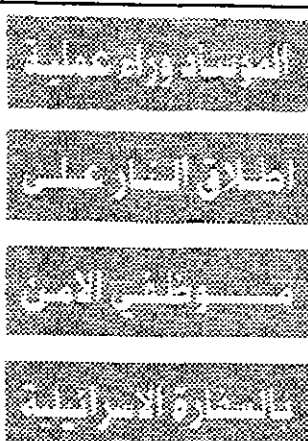 الموساد وراء عملية
اطلاق النار على
موظفي الامن
بالسفارة الاسرائيلية